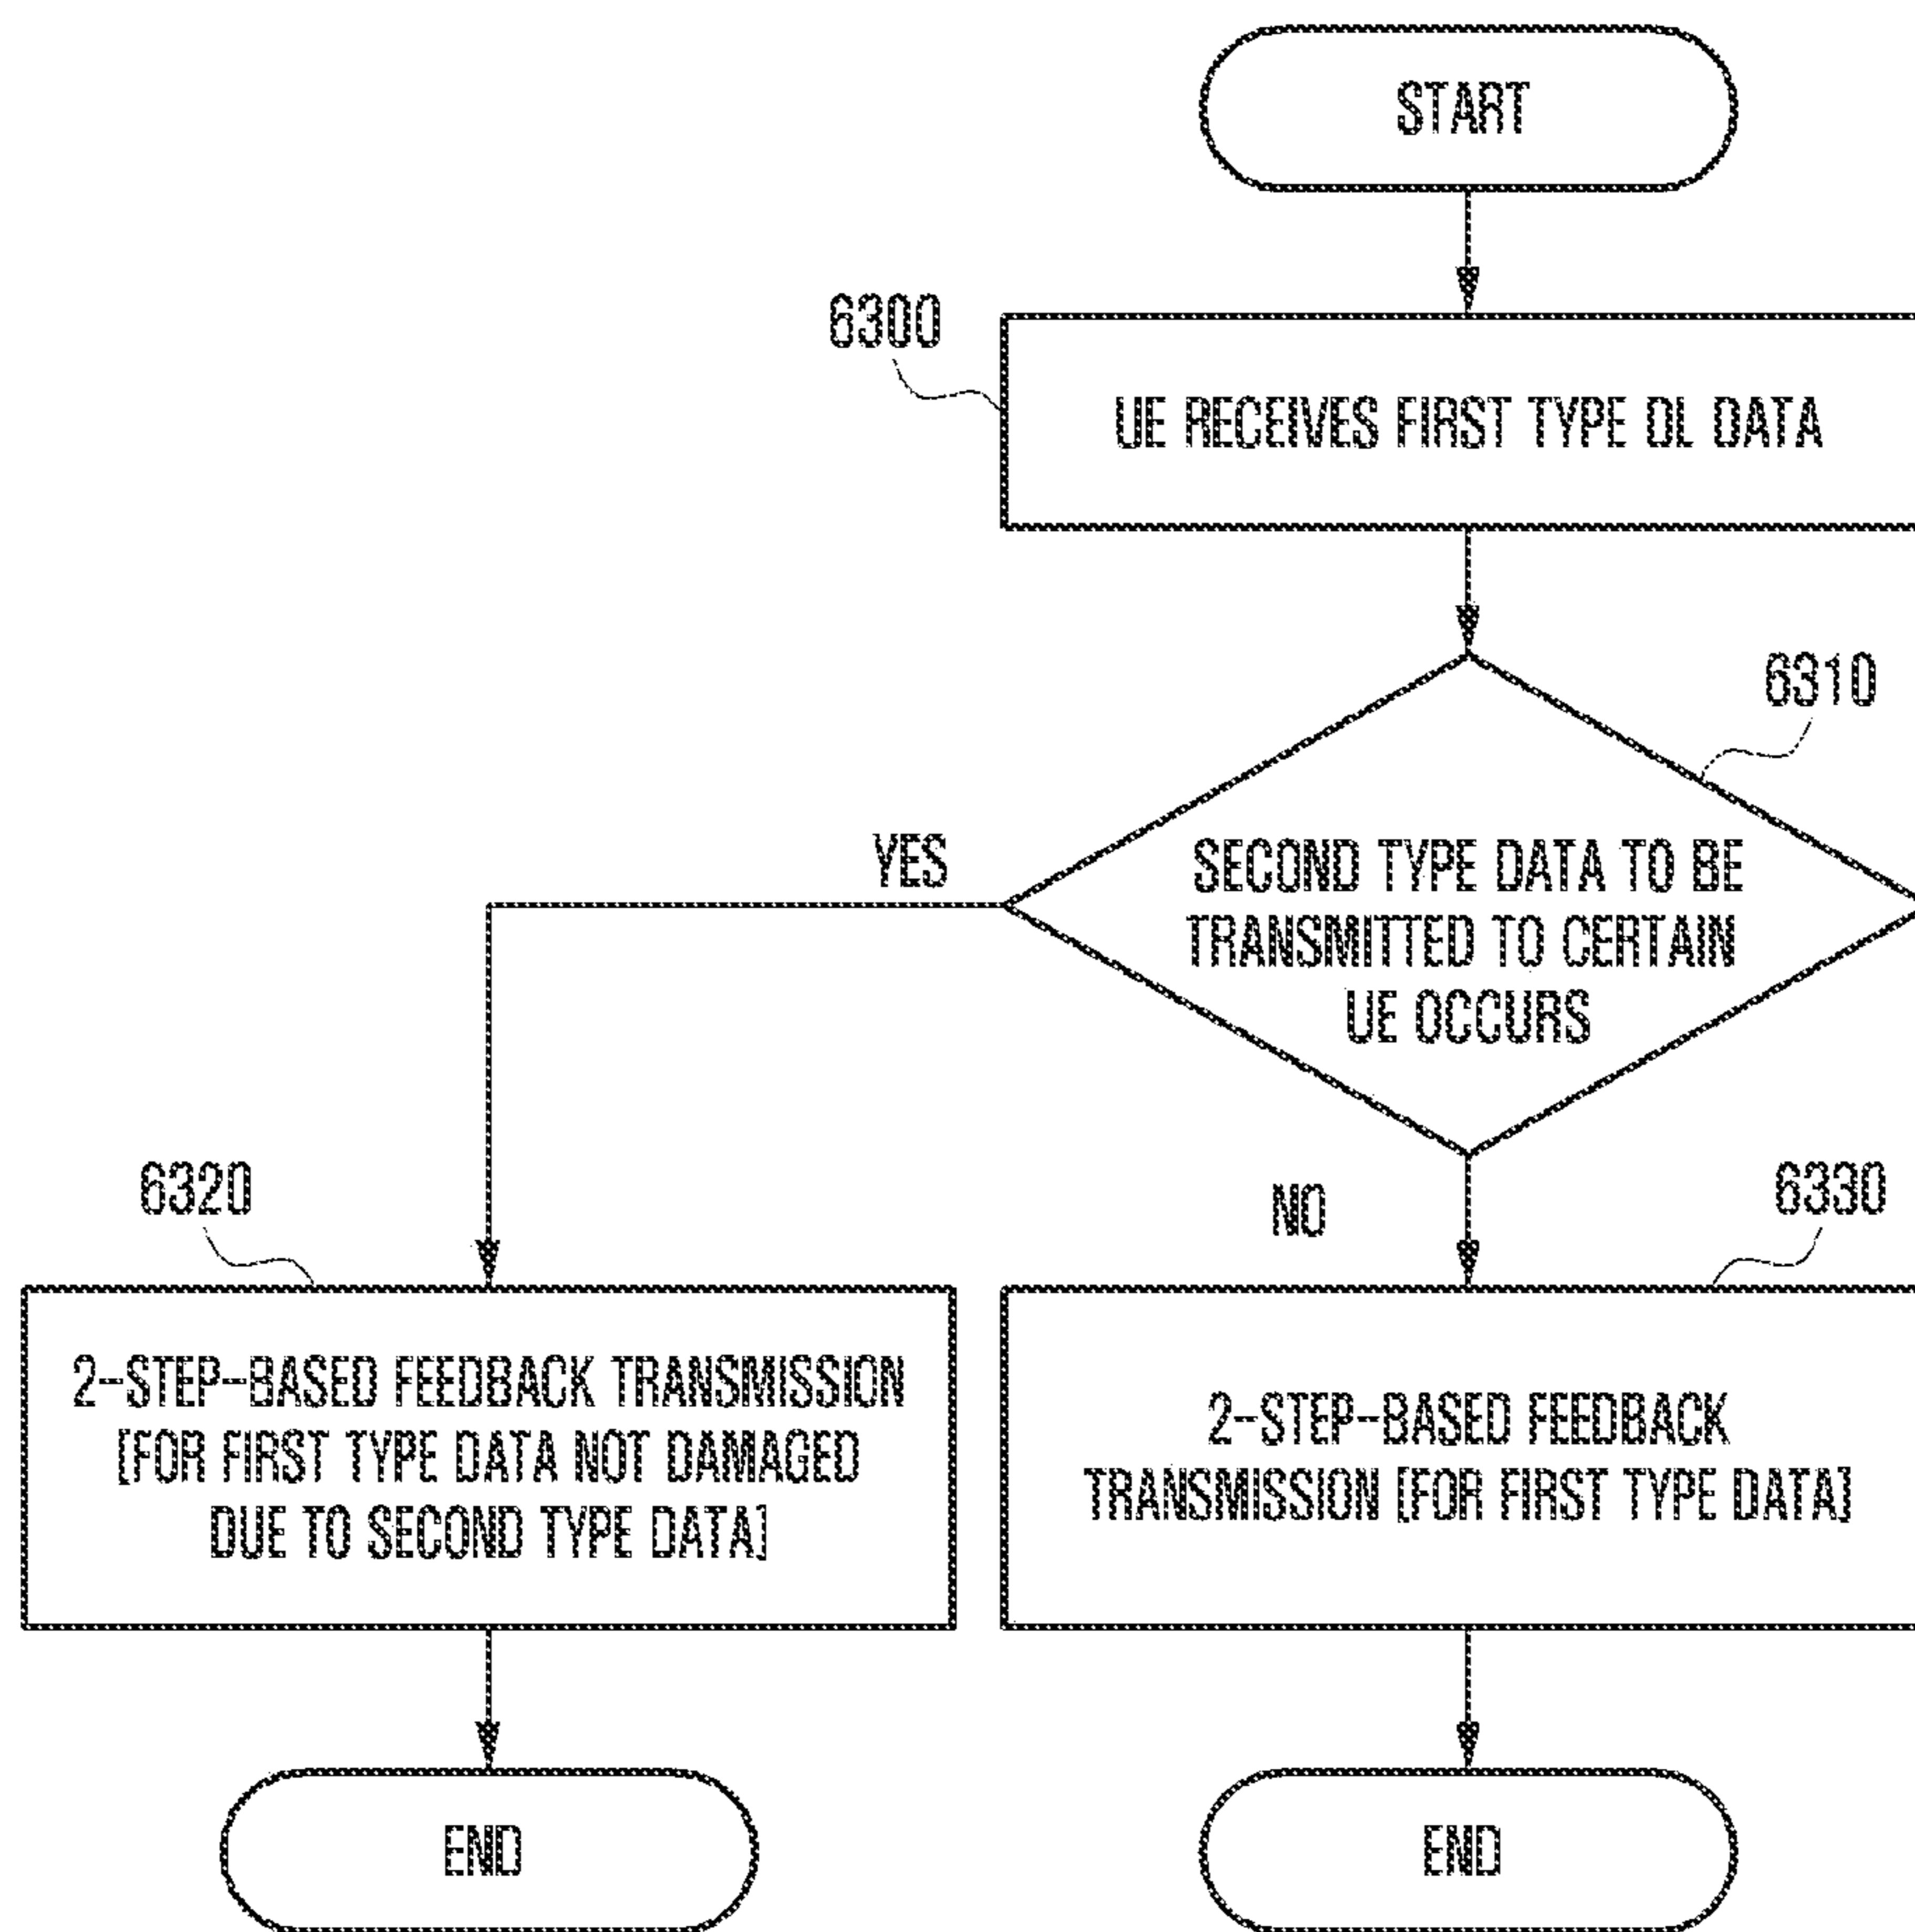 START
6300
UE RECEIVES FIRST TYPE DL DATA
6310
SECOND TYPE DATA TO BE
TRANSMITTED TO CERTAIN
UE OCCURS
YES
NO
6320
2-STEP-BASED FEEDBACK TRANSMISSION
[FOR FIRST TYPE DATA NOT DAMAGED
DUE TO SECOND TYPE DATA]
6330
2-STEP-BASED FEEDBACK
TRANSMISSION [FOR FIRST TYPE DATA]
END
END